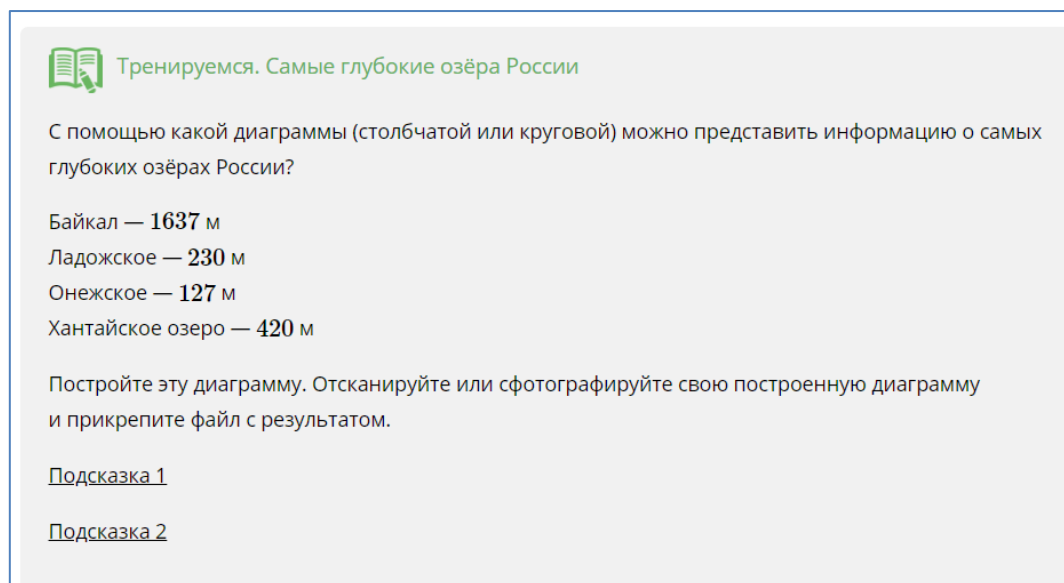 Тренируемся. Самые глубокие озёра России
С помощью какой диаграммы (столбчатой или круговой) можно представить информацию о самых
глубоких озёрах России?
Байкал — 1637 м
Ладожское — 230 м
Онежское — 127 м
Хантайское озеро — 420 м
Постройте эту диаграмму. Отсканируйте или сфотографируйте свою построенную диаграмму
и прикрепите файл с результатом.
Подсказка 1
Подсказка 2